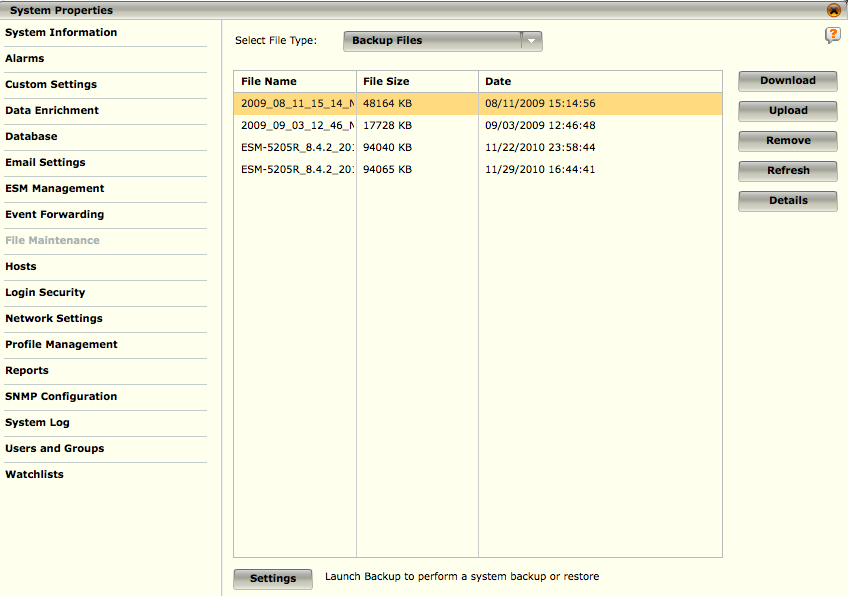 System Properties
System Information
Alarms
Custom Settings
Data Enrichment
Database
Email Settings
ESM Management
Event Forwarding
File Maintenance
Hosts
Login Security
Network Settings
Profile Management
Reports
SNMP Configuration
System Log
Users and Groups
Watchlists
Select File Type: Backup Files
File Name File Size Date
2009_08_11_15_14_N 48164 KB 08/11/2009 15:14:56
2009_09_03_12_46_N 17728 KB 09/03/2009 12:46:48
ESM-5205R_8.4.2_201 94040 KB 11/22/2010 23:58:44
ESM-5205R_8.4.2_201 94065 KB 11/29/2010 16:44:41
Download
Upload
Remove
Refresh
Details
Settings Launch Backup to perform a system backup or restore